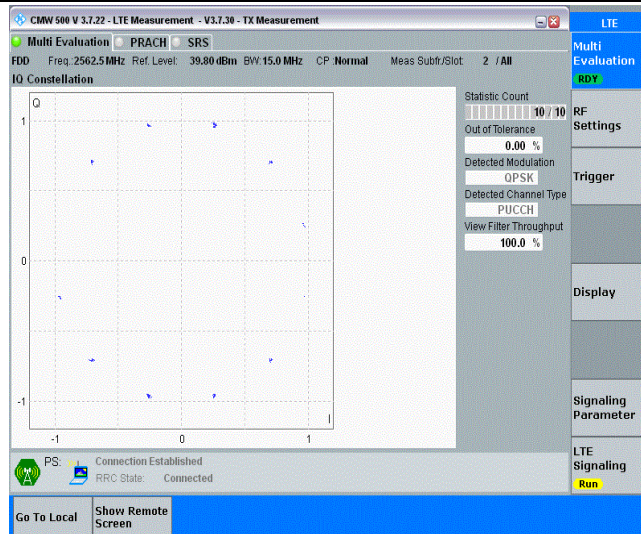 CMW 500 V 3.7.22 - LTE Measurement - V3.7.30 - TX Measurement
LTE
Multi Evaluation PRACH SRS
Multi
Evaluation
RDY
FDD Freq.:2562.5 MHz Ref. Level: 39.80 dBm BW:15.0 MHz CP :Normal Meas Subfr/Slot: 2 / All
IQ Constellation
Q
1
0
-1
-1 0 1
I
Statistic Count
10 / 10
Out of Tolerance
0.00 %
Detected Modulation
QPSK
Detected Channel Type
PUCCH
View Filter Throughput
100.0 %
RF
Settings
Trigger
Display
Signaling
Parameter
LTE
Signaling
Run
PS: Connection Established
RRC State: Connected
Go To Local
Show Remote
Screen